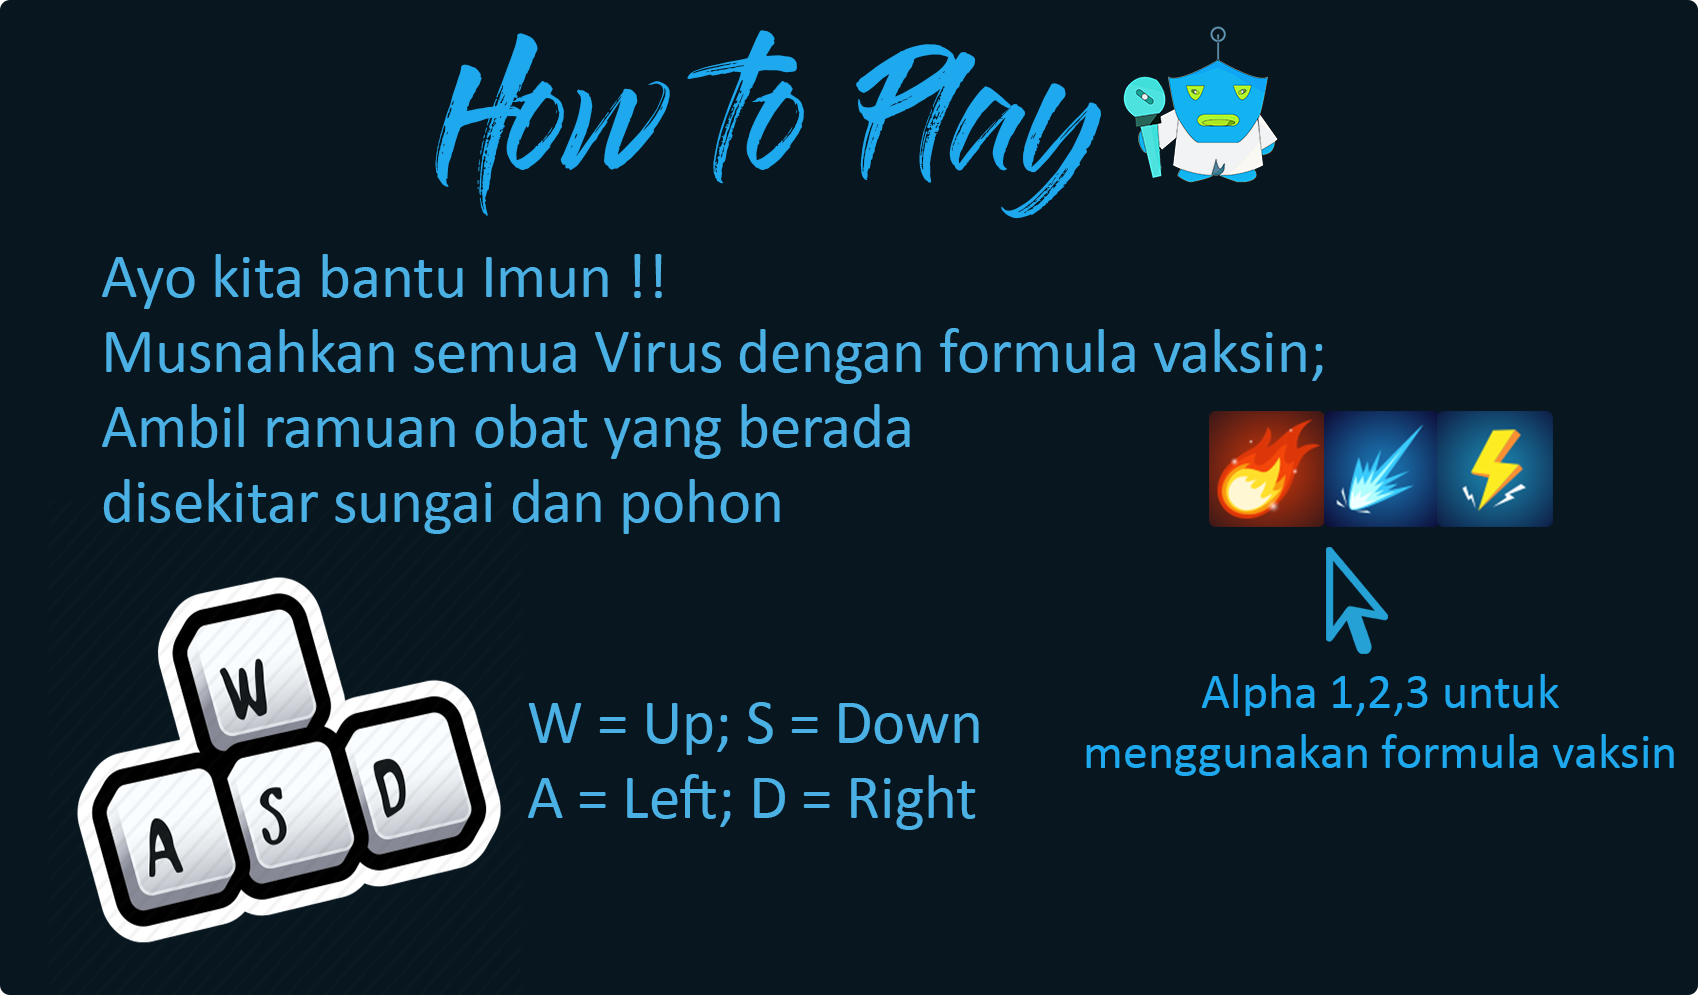 How to Play
Ayo kita bantu Imun !!
Musnahkan semua Virus dengan formula vaksin;
Ambil ramuan obat yang berada
disekitar sungai dan pohon
W
A S D
W = Up; S = Down
A = Left; D = Right
Alpha 1,2,3 untuk
menggunakan formula vaksin